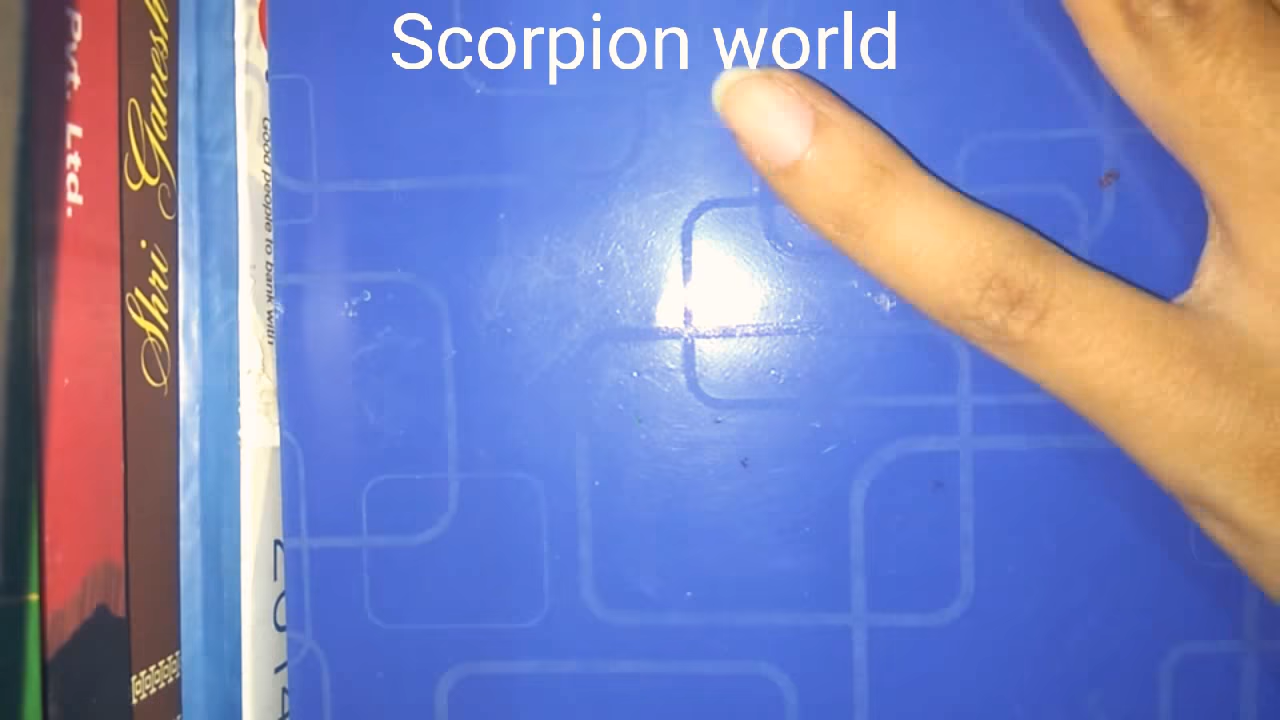 Scorpion world
Pvt. Ltd.
Shri Ganesh
Good people to bank with
2014